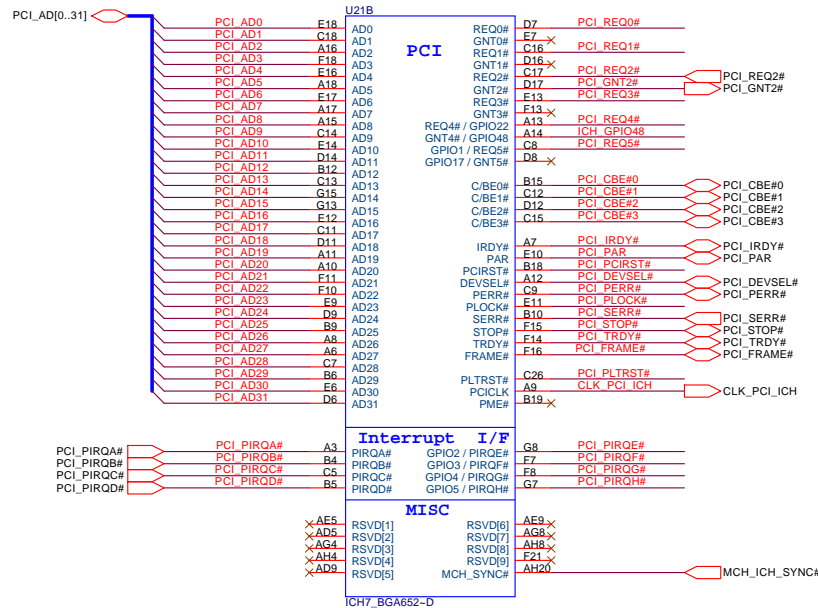 U21B
PCI_AD[0..31]
PCI_AD0 E18 AD0 REQ0# D7 PCI_REQ0#
PCI_AD1 C18 AD1 GNT0# E7
PCI_AD2 A16 AD2 REQ1# C16 PCI_REQ1#
PCI_AD3 F18 AD3 GNT1# D16
PCI_AD4 E16 AD4 REQ2# C17 PCI_REQ2# PCI_REQ2#
PCI_AD5 A18 AD5 GNT2# D17 PCI_GNT2# PCI_GNT2#
PCI_AD6 E17 AD6 REQ3# E13 PCI_REQ3#
PCI_AD7 A17 AD7 GNT3# F13
PCI_AD8 A15 AD8 REQ4# / GPIO22 A13 PCI_REQ4#
PCI_AD9 C14 AD9 GNT4# / GPIO48 A14 ICH_GPIO48
PCI_AD10 E14 AD10 GPIO1 / REQ5# C8 PCI_REQ5#
PCI_AD11 D14 AD11 GPIO17 / GNT5# D8
PCI_AD12 B12 AD12
PCI_AD13 C13 AD13 C/BE0# B15 PCI_CBE#0 PCI_CBE#0
PCI_AD14 G15 AD14 C/BE1# C12 PCI_CBE#1 PCI_CBE#1
PCI_AD15 G13 AD15 C/BE2# D12 PCI_CBE#2 PCI_CBE#2
PCI_AD16 E12 AD16 C/BE3# C15 PCI_CBE#3 PCI_CBE#3
PCI_AD17 C11 AD17
PCI_AD18 D11 AD18 IRDY# A7 PCI_IRDY# PCI_IRDY#
PCI_AD19 A11 AD19 PAR E10 PCI_PAR PCI_PAR
PCI_AD20 A10 AD20 PCIRST# B18 PCI_PCIRST#
PCI_AD21 F11 AD21 DEVSEL# A12 PCI_DEVSEL# PCI_DEVSEL#
PCI_AD22 F10 AD22 PERR# C9 PCI_PERR# PCI_PERR#
PCI_AD23 E9 AD23 PLOCK# E11 PCI_PLOCK#
PCI_AD24 D9 AD24 SERR# B10 PCI_SERR# PCI_SERR#
PCI_AD25 B9 AD25 STOP# F15 PCI_STOP# PCI_STOP#
PCI_AD26 A8 AD26 TRDY# F14 PCI_TRDY# PCI_TRDY#
PCI_AD27 A6 AD27 FRAME# F16 PCI_FRAME# PCI_FRAME#
PCI_AD28 C7 AD28
PCI_AD29 B6 AD29 PLTRST# C26 PCI_PLTRST#
PCI_AD30 E6 AD30 PCICLK A9 CLK_PCI_ICH CLK_PCI_ICH
PCI_AD31 D6 AD31 PME# B19
PCI
Interrupt I/F
PCI_PIRQA# PCI_PIRQA# A3 PIRQA# GPIO2 / PIRQE# G8 PCI_PIRQE#
PCI_PIRQB# PCI_PIRQB# B4 PIRQB# GPIO3 / PIRQF# F7 PCI_PIRQF#
PCI_PIRQC# PCI_PIRQC# C5 PIRQC# GPIO4 / PIRQG# F8 PCI_PIRQG#
PCI_PIRQD# PCI_PIRQD# B5 PIRQD# GPIO5 / PIRQH# G7 PCI_PIRQH#
MISC
AE5 RSVD[1] RSVD[6] AE9
AD5 RSVD[2] RSVD[7] AG8
AG4 RSVD[3] RSVD[8] AH8
AH4 RSVD[4] RSVD[9] F21
AD9 RSVD[5] MCH_SYNC# AH20 MCH_ICH_SYNC#
ICH7_BGA652~D